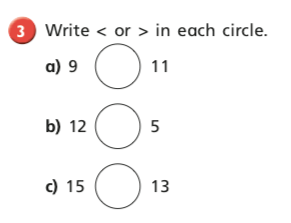 3 Write < or > in each circle.
a) 9 11
b) 12 5
c) 15 13